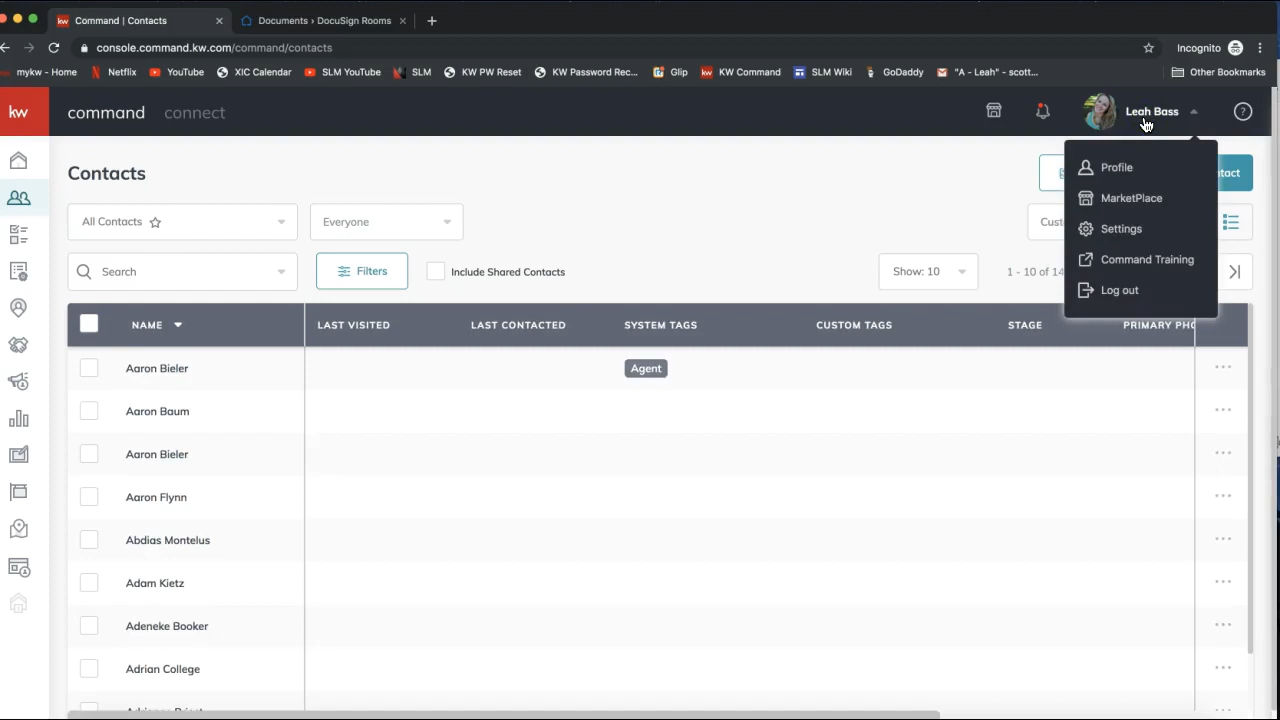 Command | Contacts
Documents › DocuSign Rooms
console.command.kw.com/command/contacts
Incognito
mykw - Home
Netflix
YouTube
XIC Calendar
SLM YouTube
SLM
KW PW Reset
KW Password Rec...
Glip
KW Command
SLM Wiki
GoDaddy
"A - Leah" - scott...
Other Bookmarks
kw
command
connect
Leah Bass
Profile
MarketPlace
Settings
Command Training
Log out
Contacts
All Contacts
Everyone
Search
Filters
Include Shared Contacts
Show: 10
1 - 10 of 14
NAME
LAST VISITED
LAST CONTACTED
SYSTEM TAGS
CUSTOM TAGS
STAGE
PRIMARY
Aaron Bieler
Agent
Aaron Baum
Aaron Bieler
Aaron Flynn
Abdias Montelus
Adam Kietz
Adeneke Booker
Adrian College